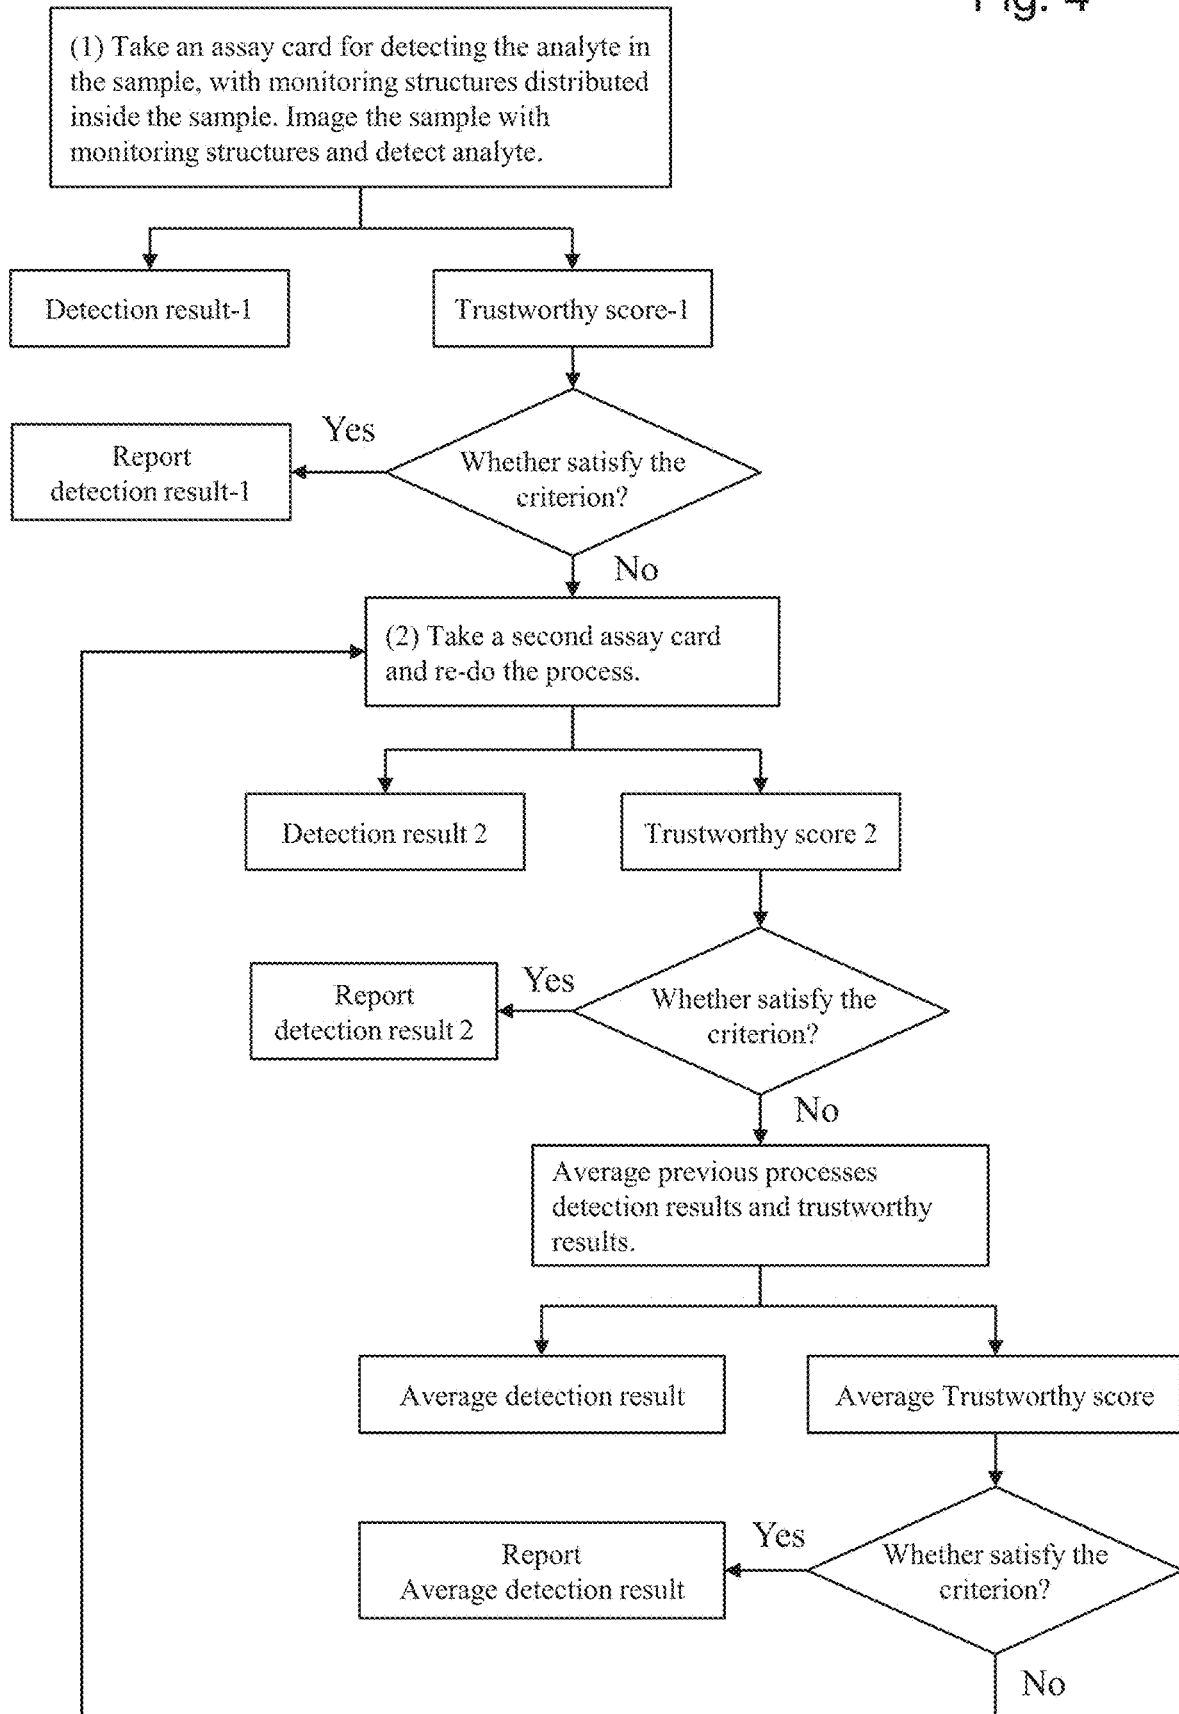 Fig. 4
(1) Take an assay card for detecting the analyte in
the sample, with monitoring structures distributed
inside the sample. Image the sample with
monitoring structures and detect analyte.
Detection result-1
Trustworthy score-1
Yes
Report
detection result-1
Whether satisfy the
criterion?
No
(2) Take a second assay card
and re-do the process.
Detection result 2
Trustworthy score 2
Yes
Report
detection result 2
Whether satisfy the
criterion?
No
Average previous processes
detection results and trustworthy
results.
Average detection result
Average Trustworthy score
Yes
Report
Average detection result
Whether satisfy the
criterion?
No